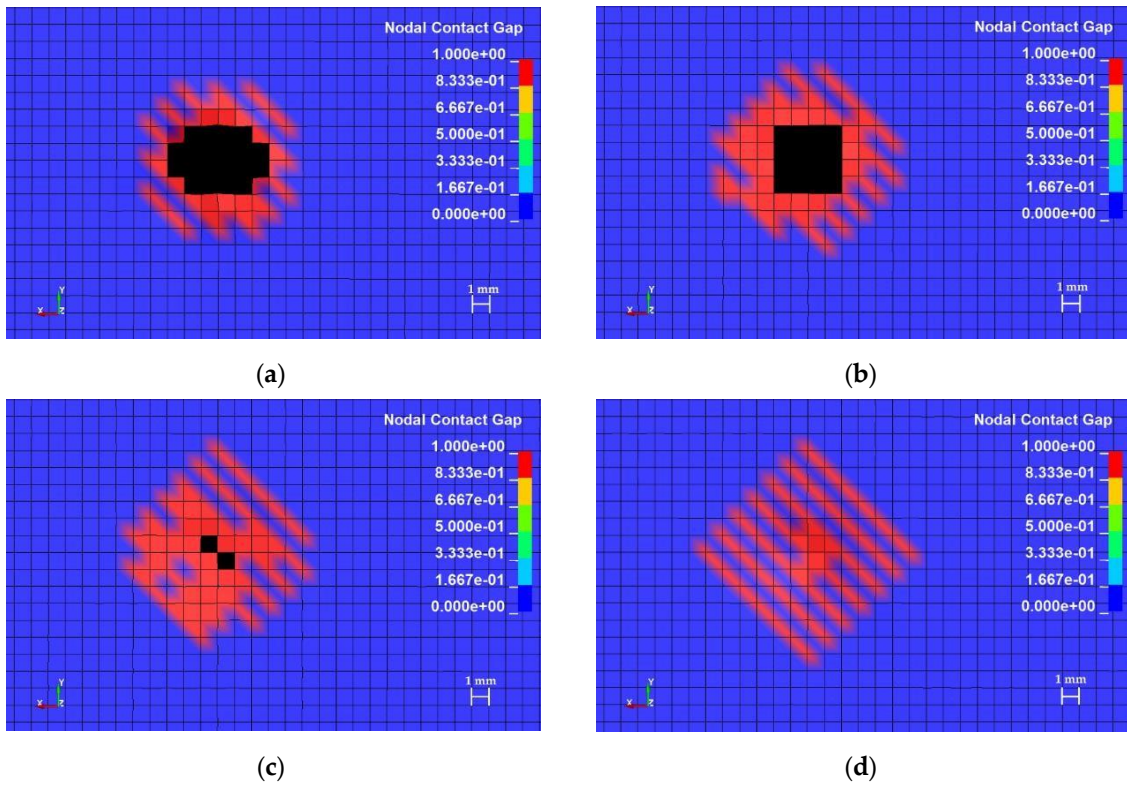 Nodal Contact Gap
1.000e+00
8.333e-01
6.667e-01
5.000e-01
3.333e-01
1.667e-01
0.000e+00
Y
X
Z
1 mm
(a)
Nodal Contact Gap
1.000e+00
8.333e-01
6.667e-01
5.000e-01
3.333e-01
1.667e-01
0.000e+00
Y
X
Z
1 mm
(b)
Nodal Contact Gap
1.000e+00
8.333e-01
6.667e-01
5.000e-01
3.333e-01
1.667e-01
0.000e+00
Y
X
Z
1 mm
(c)
Nodal Contact Gap
1.000e+00
8.333e-01
6.667e-01
5.000e-01
3.333e-01
1.667e-01
0.000e+00
Y
X
Z
1 mm
(d)